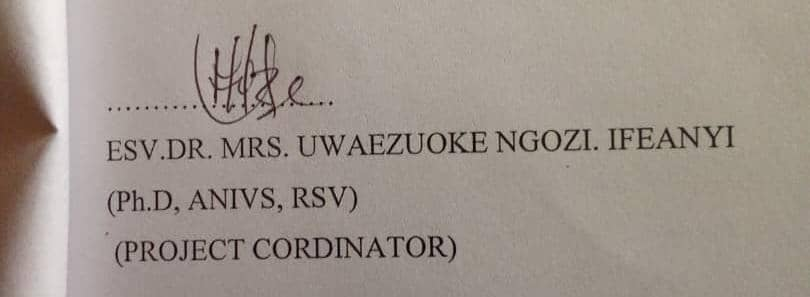 ESV.DR. MRS. UWAEZUOKE NGOZI. IFEANYI
(Ph.D, ANIVS, RSV)
(PROJECT CORDINATOR)